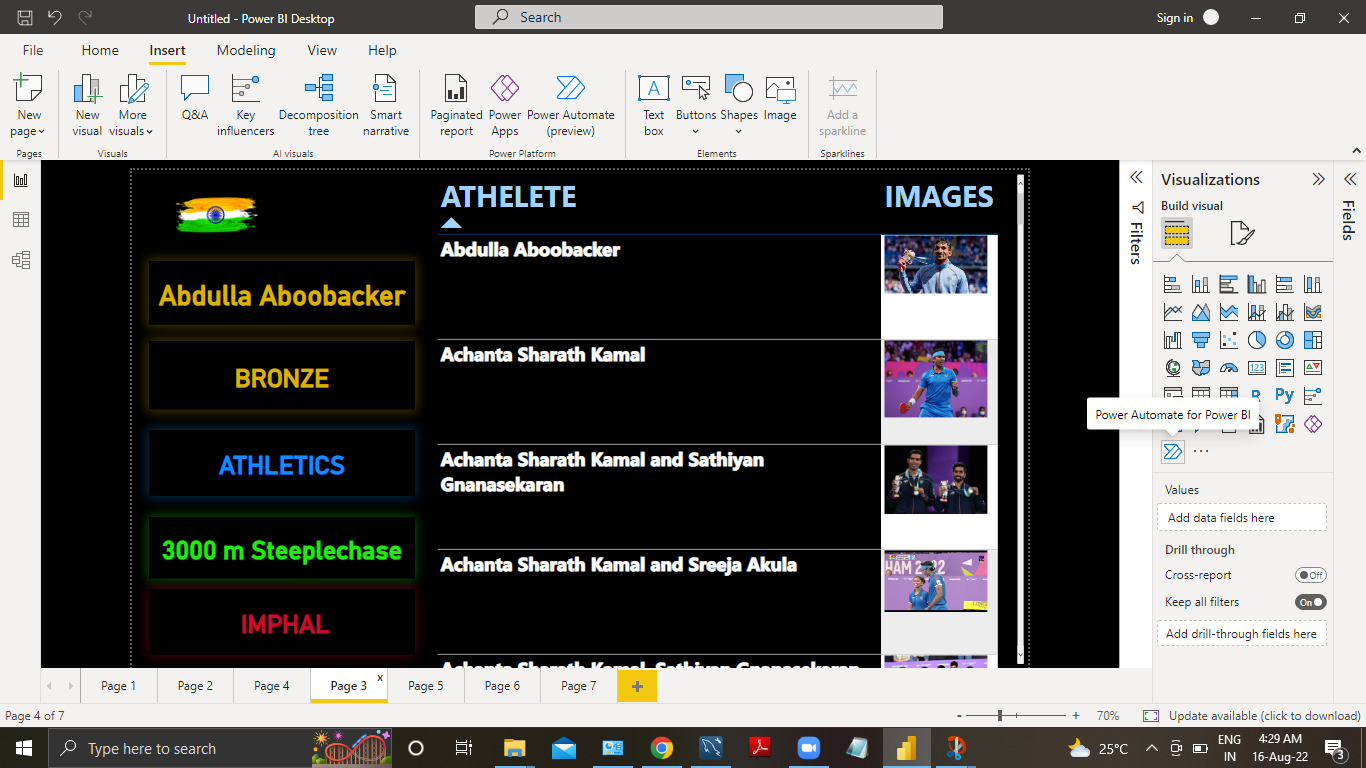 Untitled - Power BI Desktop
Search
Sign in
File
Home
Insert
Modeling
View
Help
New page
New visual
More visuals
Q&A
Key influencers
Decomposition tree
Smart narrative
Paginated report
Power Apps
Power Automate (preview)
Text box
Buttons
Shapes
Image
Add a sparkline
Pages
Visuals
AI visuals
Power Platform
Elements
Sparklines
ATHELETE
IMAGES
Abdulla Aboobacker
BRONZE
ATHLETICS
3000 m Steeplechase
IMPHAL
Abdulla Aboobacker
Achanta Sharath Kamal
Achanta Sharath Kamal and Sathiyan
Gnanasekaran
Achanta Sharath Kamal and Sreeja Akula
Achanta Sharath Kamal, Sathiyan Gnanasekaran
Filters
Visualizations
Build visual
123
R
Py
Power Automate for Power BI
Values
Add data fields here
Drill through
Cross-report
Off
Keep all filters
On
Add drill-through fields here
Fields
Page 1
Page 2
Page 4
Page 3
x
Page 5
Page 6
Page 7
Page 4 of 7
70%
Update available (click to download)
Type here to search
25°C
ENG
IN
4:29 AM
16-Aug-22
3